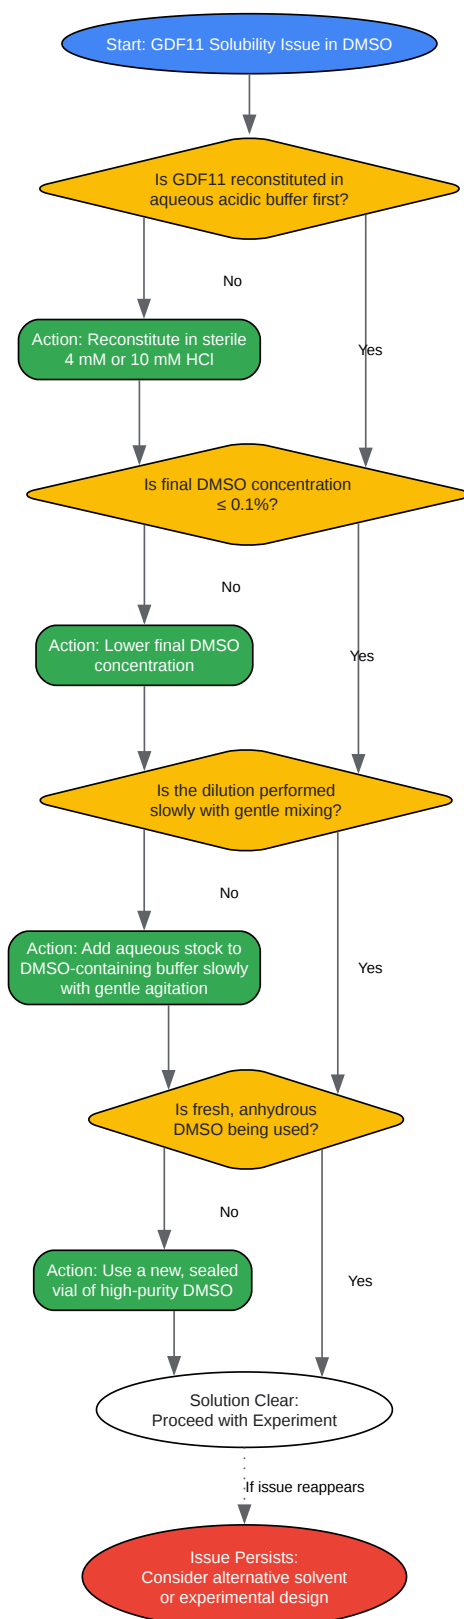 Start: GDF11 Solubility Issue in DMSO
Is GDF11 reconstituted in
aqueous acidic buffer first?
No
Action: Reconstitute in sterile
4 mM or 10 mM HCl
Yes
Is final DMSO concentration
≤ 0.1%?
No
Action: Lower final DMSO
concentration
Yes
Is the dilution performed
slowly with gentle mixing?
No
Action: Add aqueous stock to
DMSO-containing buffer slowly
with gentle agitation
Yes
Is fresh, anhydrous
DMSO being used?
No
Action: Use a new, sealed
vial of high-purity DMSO
Yes
Solution Clear:
Proceed with Experiment
If issue reappears
Issue Persists:
Consider alternative solvent
or experimental design